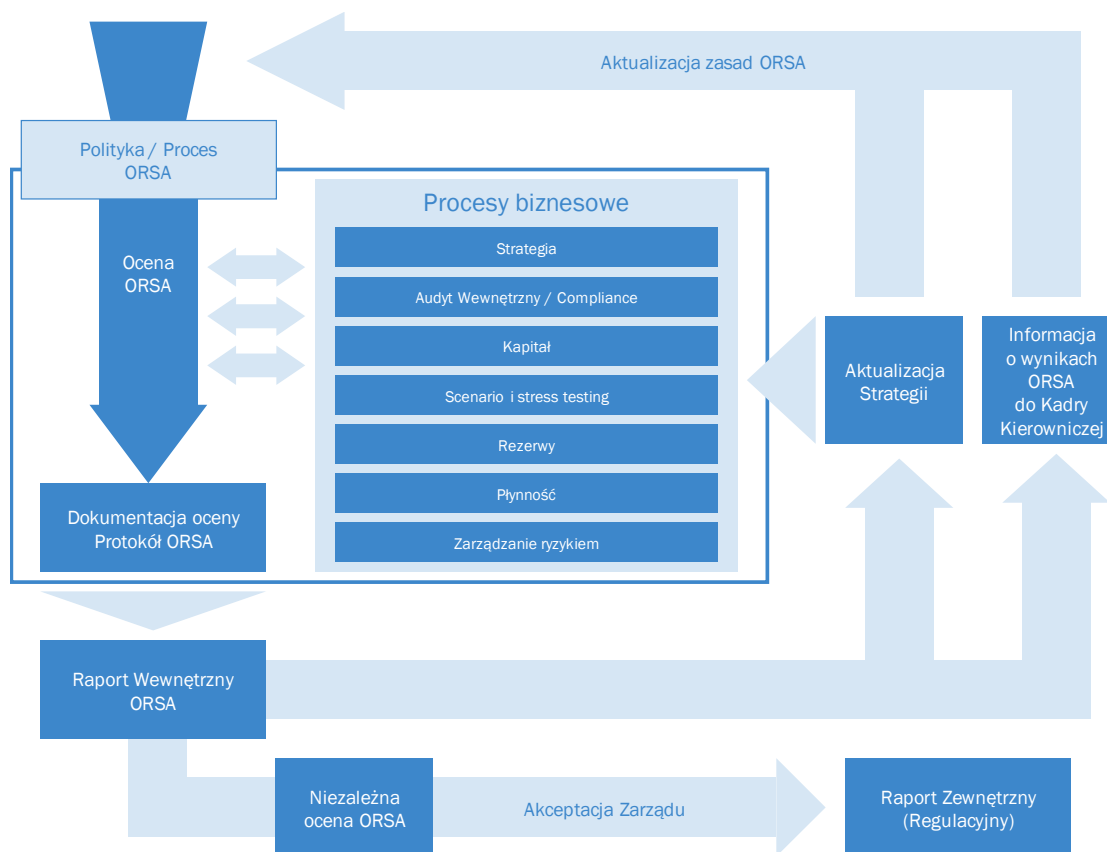 Aktualizacja zasad ORSA
Polityka / Proces
ORSA
Procesy biznesowe
Ocena
ORSA
Strategia
Audyt Wewnętrzny / Compliance
Kapitał
Scenario i stress testing
Rezerwy
Płynność
Zarządzanie ryzykiem
Aktualizacja
Strategii
Informacja
o wynikach
ORSA
do Kadry
Kierowniczej
Dokumentacja oceny
Protokół ORSA
Raport Wewnętrzny
ORSA
Niezależna
ocena ORSA
Akceptacja Zarządu
Raport Zewnętrzny
(Regulacyjny)